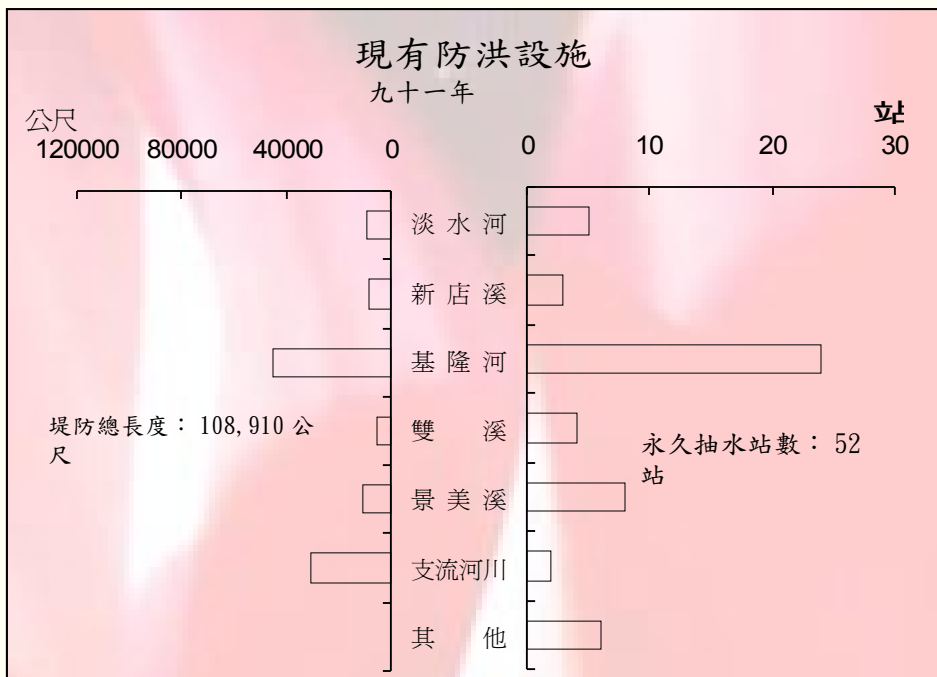 現有防洪設施
九十一年
公尺
站
120000 80000 40000 0
0 10 20 30
淡水河
新店溪
基隆河
雙溪
景美溪
支流河川
其他
堤防總長度：108,910 公
尺
永久抽水站數：52
站